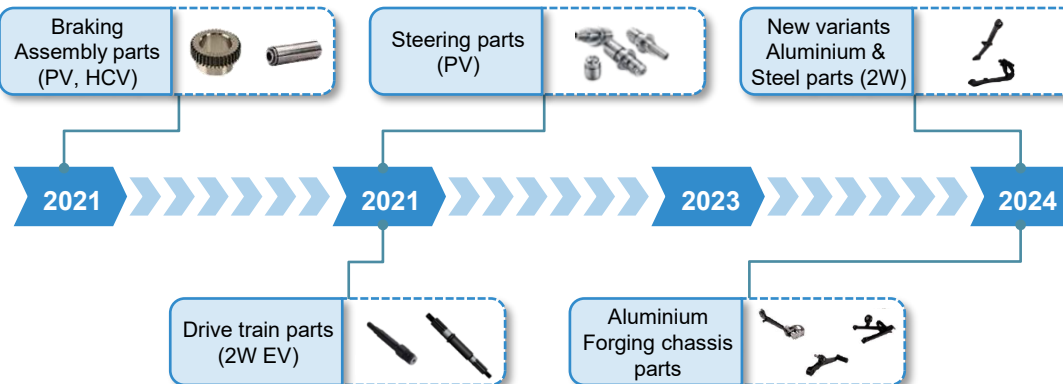 Braking
Assembly parts
(PV, HCV)
Steering parts
(PV)
New variants
Aluminium &
Steel parts (2W)
2021
2021
2023
2024
Drive train parts
(2W EV)
Aluminium
Forging chassis
parts